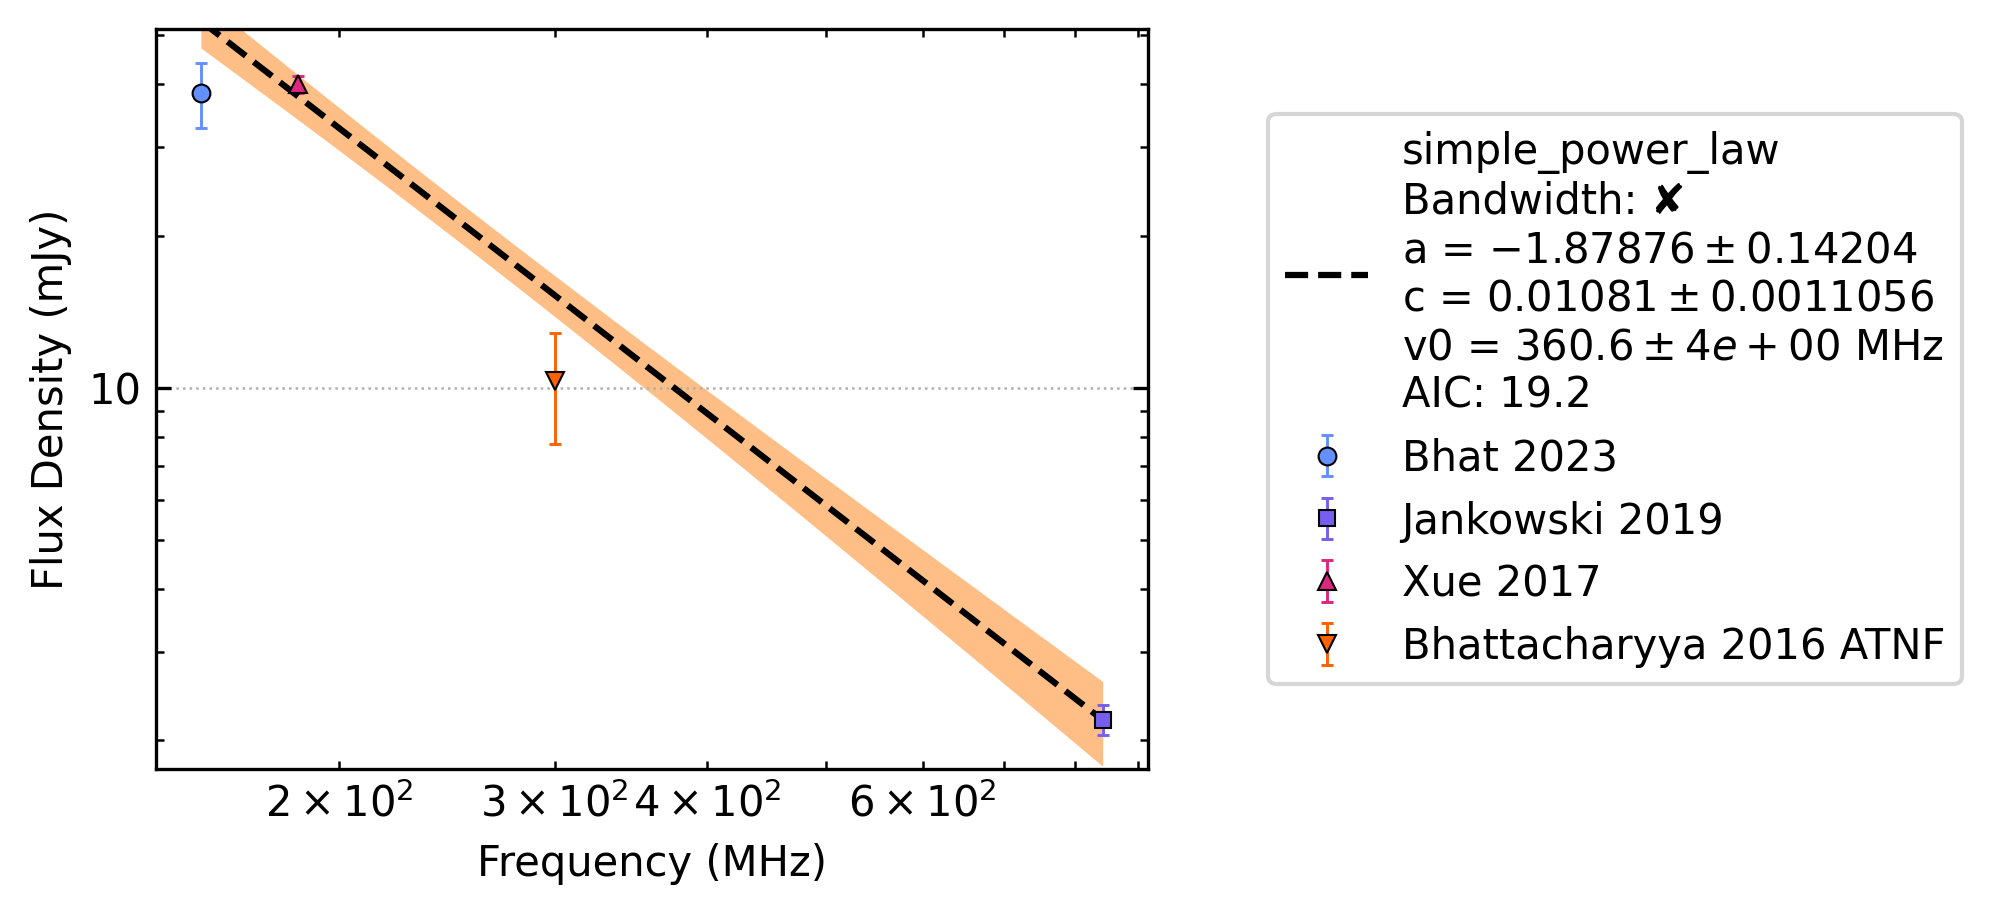 Flux Density (mJy)
10
2 × 10²
3 × 10²
4 × 10²
6 × 10²
Frequency (MHz)
simple_power_law
Bandwidth: ✘
a = −1.87876 ± 0.14204
c = 0.01081 ± 0.0011056
v0 = 360.6 ± 4e + 00 MHz
AIC: 19.2
Bhat 2023
Jankowski 2019
Xue 2017
Bhattacharyya 2016 ATNF